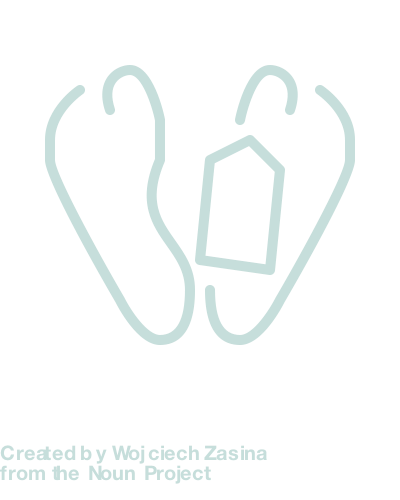 Created by Wojciech Zasina
from the Noun Project